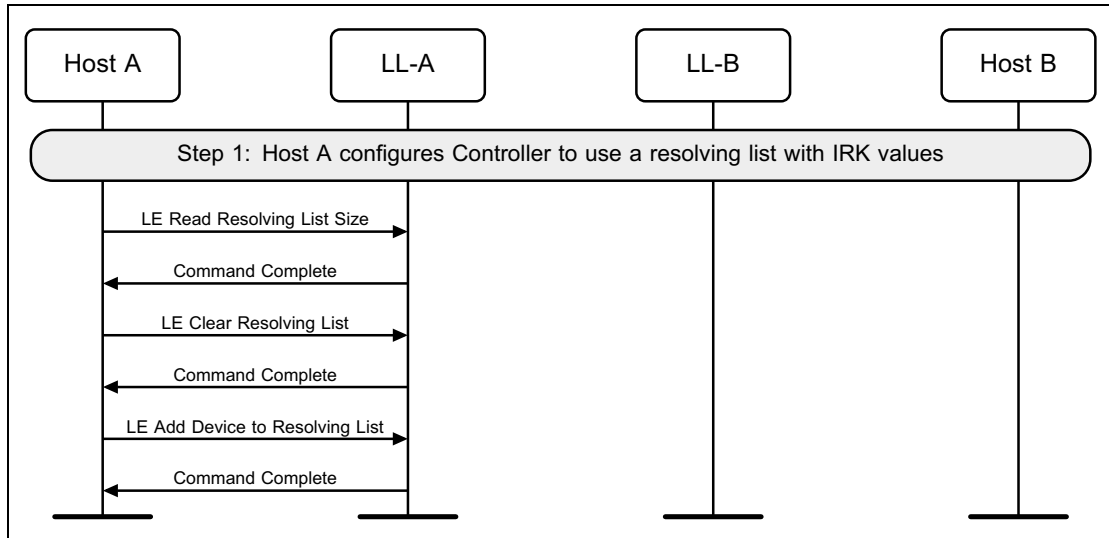 Host A
LL-A
LL-B
Host B
Step 1: Host A configures Controller to use a resolving list with IRK values
LE Read Resolving List Size
Command Complete
LE Clear Resolving List
Command Complete
LE Add Device to Resolving List
Command Complete